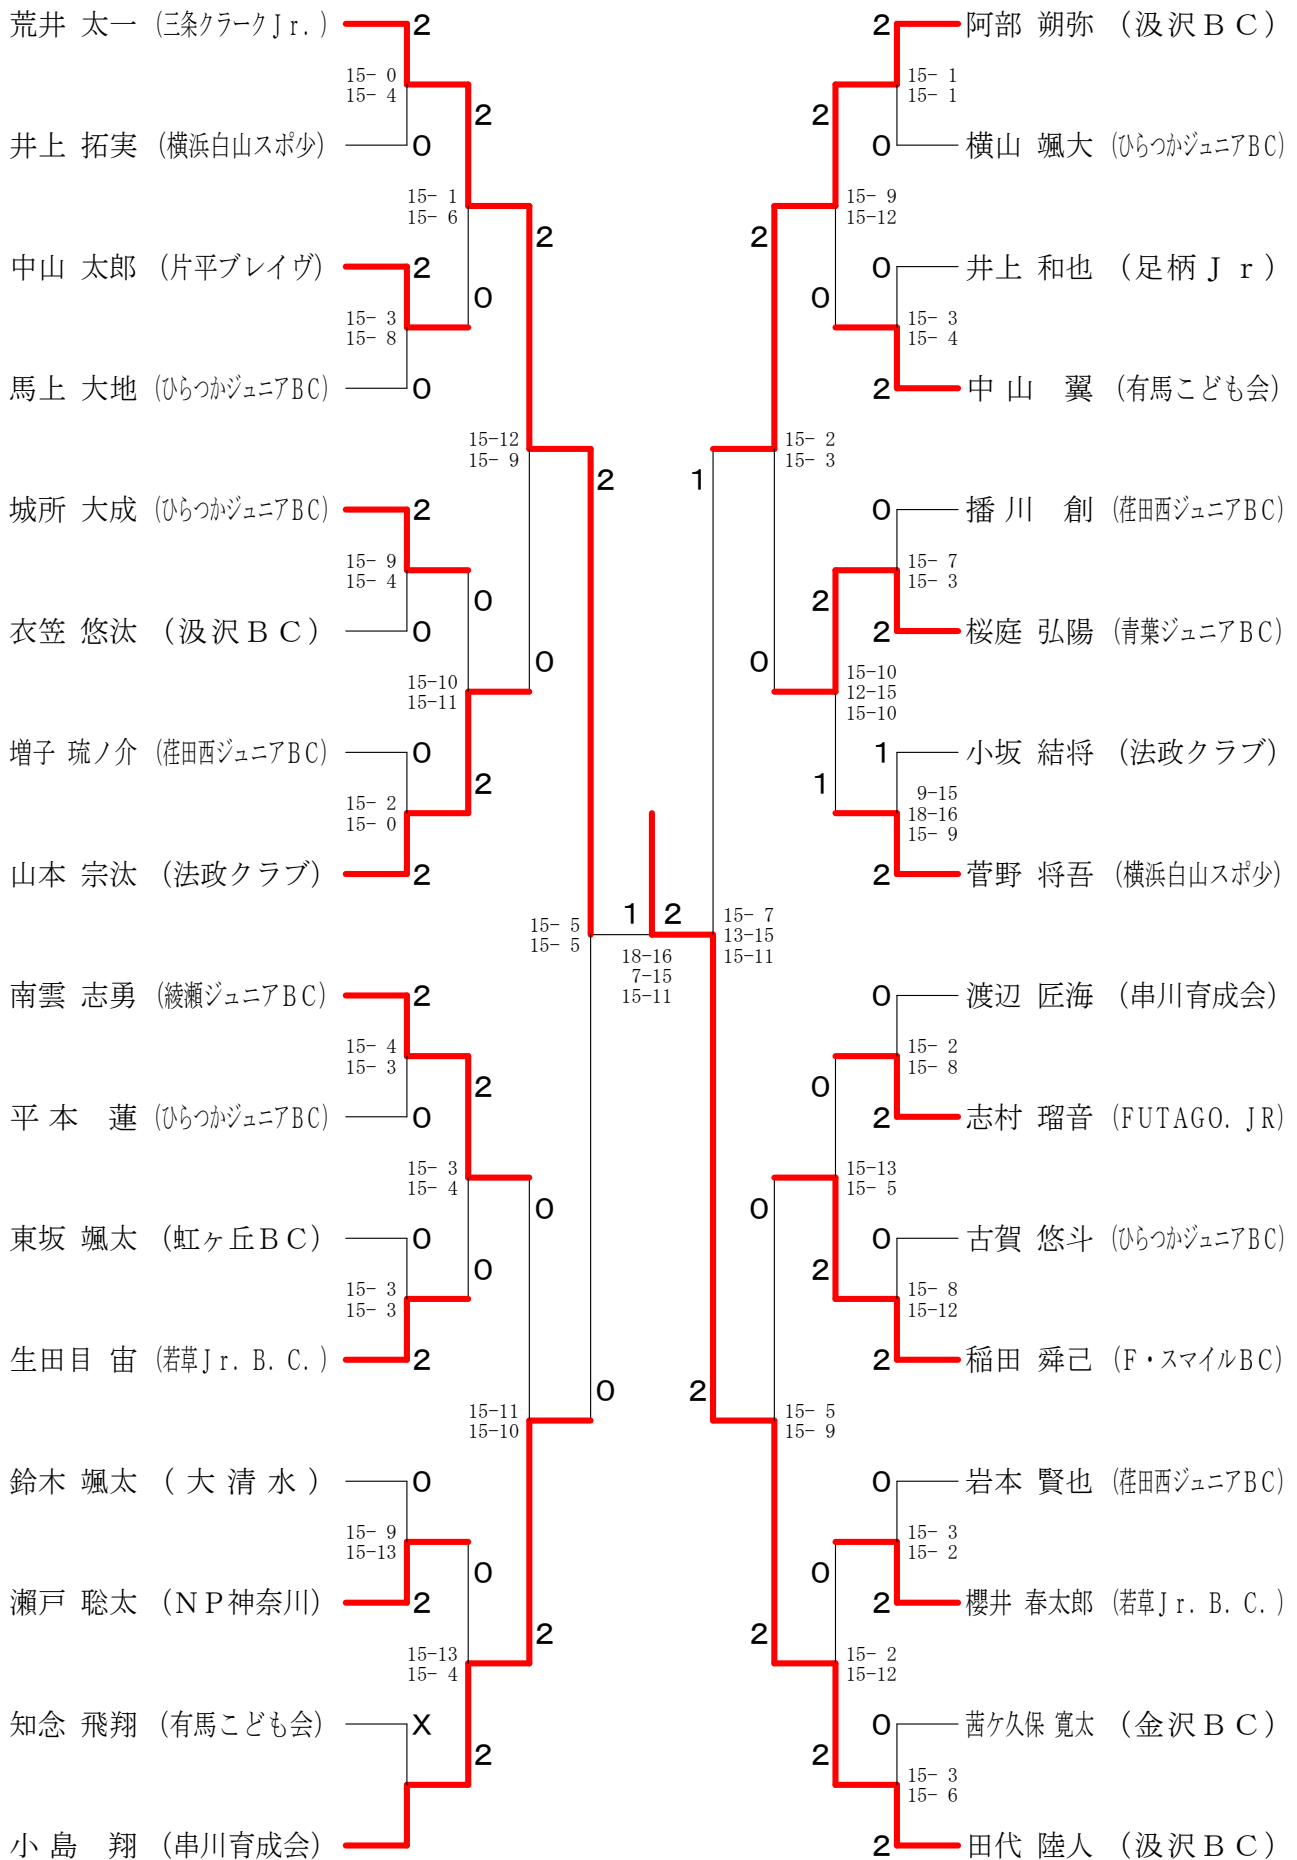 荒井 太一 (三条クラークJr.) 2
15- 0
15- 4
2
井上 拓実 (横浜白山スポ少) 0
15- 1
15- 6
2
中山 太郎 (片平ブレイヴ) 2
0
15- 3
15- 8
馬上 大地 (ひらつかジュニアBC) 0
15-12
15- 9
2
城所 大成 (ひらつかジュニアBC) 2
15- 9
15- 4
0
衣笠 悠汰 (汲沢BC) 0
0
15-10
15-11
増子 琉ノ介 (荏田西ジュニアBC) 0
2
15- 2
15- 0
山本 宗汰 (法政クラブ) 2
15- 5
15- 5
南雲 志勇 (綾瀬ジュニアBC) 2
15- 4
15- 3
2
平本 蓮 (ひらつかジュニアBC) 0
15- 3
15- 4
0
東坂 颯太 (虹ヶ丘BC) 0
0
15- 3
15- 3
生田目 宙 (若草Jr.B.C.) 2
0
15-11
15-10
鈴木 颯太 (大清水) 0
15- 9
15-13
0
瀬戸 聡太 (NP神奈川) 2
2
15-13
15- 4
知念 飛翔 (有馬こども会) X
2
小島 翔 (串川育成会)
1 2
18-16
7-15
15-11
2 阿部 朔弥 (汲沢BC)
15- 1
15- 1
2
0 横山 颯大 (ひらつかジュニアBC)
15- 9
15-12
2
0 井上 和也 (足柄Jr)
0
15- 3
15- 4
2 中山 翼 (有馬こども会)
15- 2
15- 3
1
0 播川 創 (荏田西ジュニアBC)
15- 7
15- 3
2
2 桜庭 弘陽 (青葉ジュニアBC)
0
15-10
12-15
15-10
1 小坂 結将 (法政クラブ)
1
9-15
18-16
15- 9
2 菅野 将吾 (横浜白山スポ少)
15- 7
13-15
15-11
0 渡辺 匠海 (串川育成会)
15- 2
15- 8
0
2 志村 瑠音 (FUTAGO.JR)
15-13
15- 5
0
0 古賀 悠斗 (ひらつかジュニアBC)
2
15- 8
15-12
2 稲田 舜己 (F・スマイルBC)
2
15- 5
15- 9
0 岩本 賢也 (荏田西ジュニアBC)
15- 3
15- 2
0
2 櫻井 春太郎 (若草Jr.B.C.)
2
15- 2
15-12
0 茜ケ久保 寛太 (金沢BC)
2
15- 3
15- 6
2 田代 陸人 (汲沢BC)